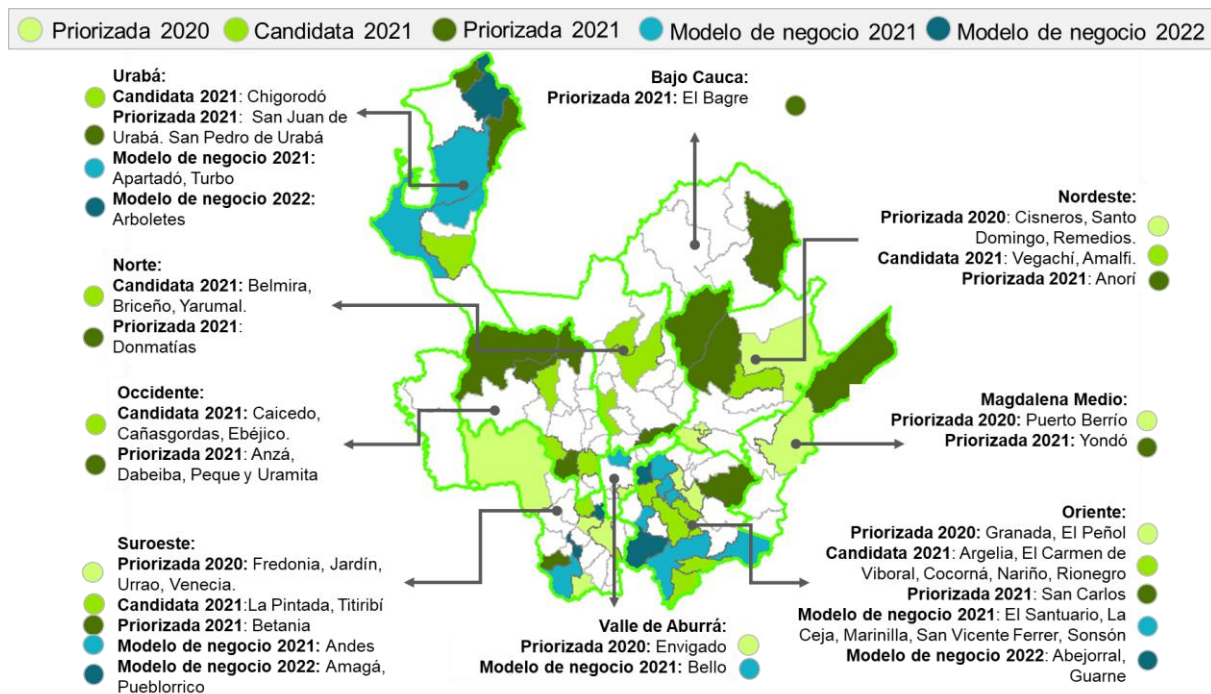 Priorizada 2020 Candidata 2021 Priorizada 2021 Modelo de negocio 2021 Modelo de negocio 2022
Urabá:
Candidata 2021: Chigorodó
Priorizada 2021: San Juan de
Urabá. San Pedro de Urabá
Modelo de negocio 2021:
Apartadó, Turbo
Modelo de negocio 2022:
Arboletes
Norte:
Candidata 2021: Belmira,
Briceño, Yarumal.
Priorizada 2021:
Donmatías
Occidente:
Candidata 2021: Caicedo,
Cañasgordas, Ebéjico.
Priorizada 2021: Anzá,
Dabeiba, Peque y Uramita
Suroeste:
Priorizada 2020: Fredonia, Jardín,
Urrao, Venecia.
Candidata 2021:La Pintada, Titiribí
Priorizada 2021: Betania
Modelo de negocio 2021: Andes
Modelo de negocio 2022: Amagá,
Pueblorrico
Bajo Cauca:
Priorizada 2021: El Bagre
Valle de Aburrá:
Priorizada 2020: Envigado
Modelo de negocio 2021: Bello
Nordeste:
Priorizada 2020: Cisneros, Santo
Domingo, Remedios.
Candidata 2021: Vegachí, Amalfi.
Priorizada 2021: Anorí
Magdalena Medio:
Priorizada 2020: Puerto Berrío
Priorizada 2021: Yondó
Oriente:
Priorizada 2020: Granada, El Peñol
Candidata 2021: Argelia, El Carmen de
Viboral, Cocorná, Nariño, Rionegro
Priorizada 2021: San Carlos
Modelo de negocio 2021: El Santuario, La
Ceja, Marinilla, San Vicente Ferrer, Sonsón
Modelo de negocio 2022: Abejorral,
Guarne